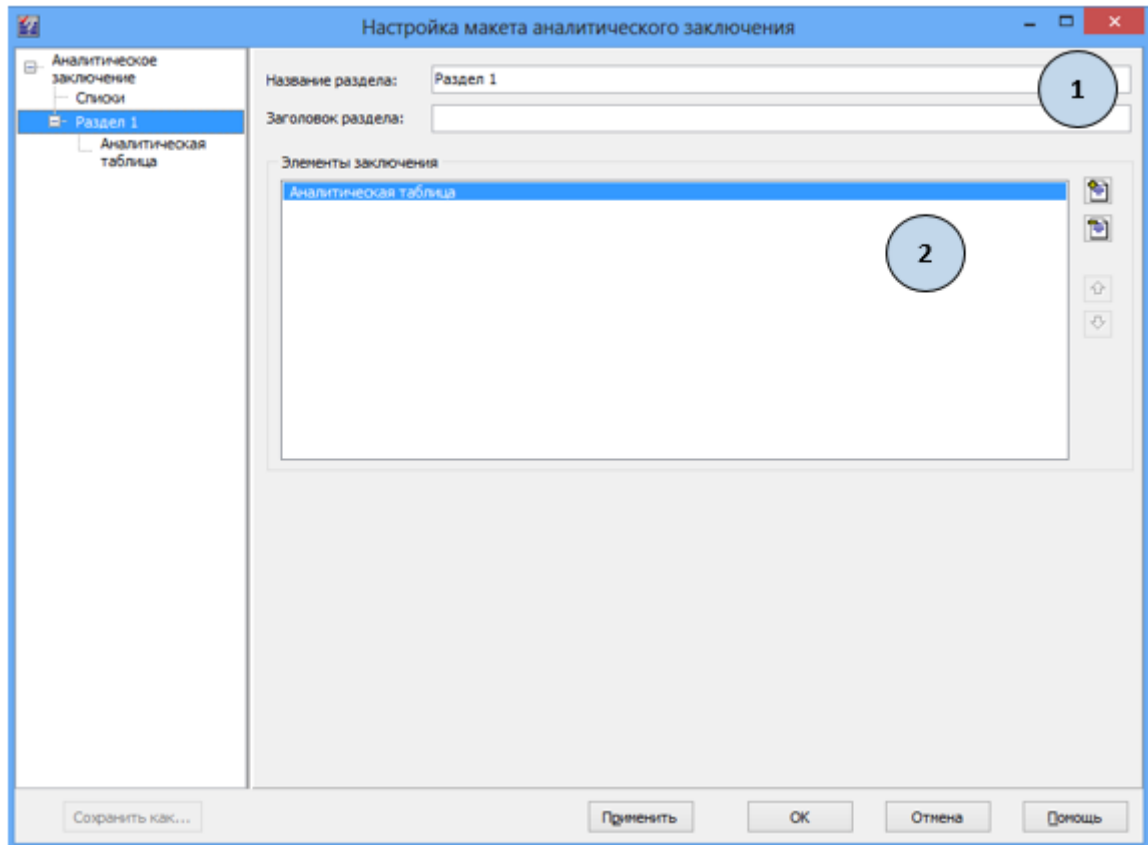 Настройка макета аналитического заключения
Аналитическое
заключение
Списки
Раздел 1
Аналитическая
таблица
Название раздела: Раздел 1
1
Заголовок раздела:
Элементы заключения
Аналитическая таблица
2
Сохранить как...
Применить
OK
Отмена
Помощь